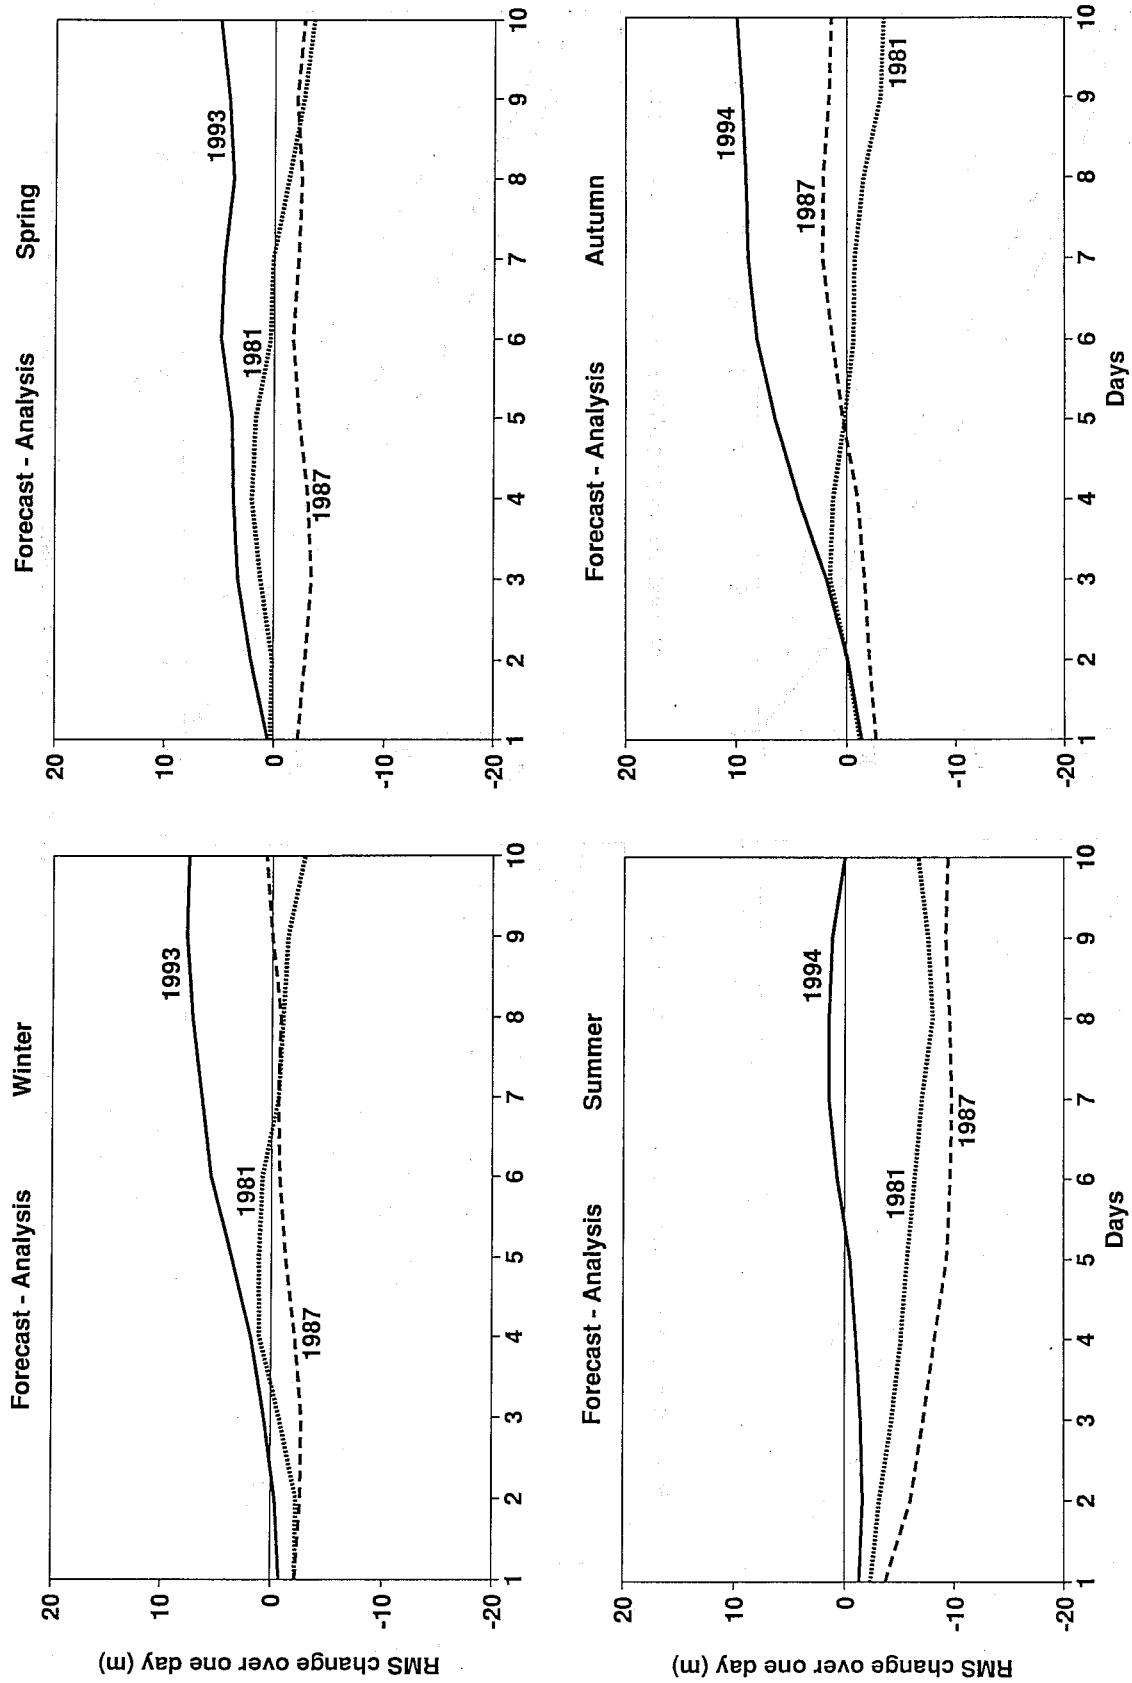 Forecast - Analysis Winter
RMS change over one day (m)
20
10
0
-10
-20
1993
1981
1987
1 2 3 4 5 6 7 8 9 10
Forecast - Analysis Spring
20
10
0
-10
-20
1993
1981
1987
1 2 3 4 5 6 7 8 9 10
Forecast - Analysis Summer
RMS change over one day (m)
20
10
0
-10
-20
1994
1981
1987
1 2 3 4 5 6 7 8 9 10
Days
Forecast - Analysis Autumn
20
10
0
-10
-20
1994
1987
1981
1 2 3 4 5 6 7 8 9 10
Days